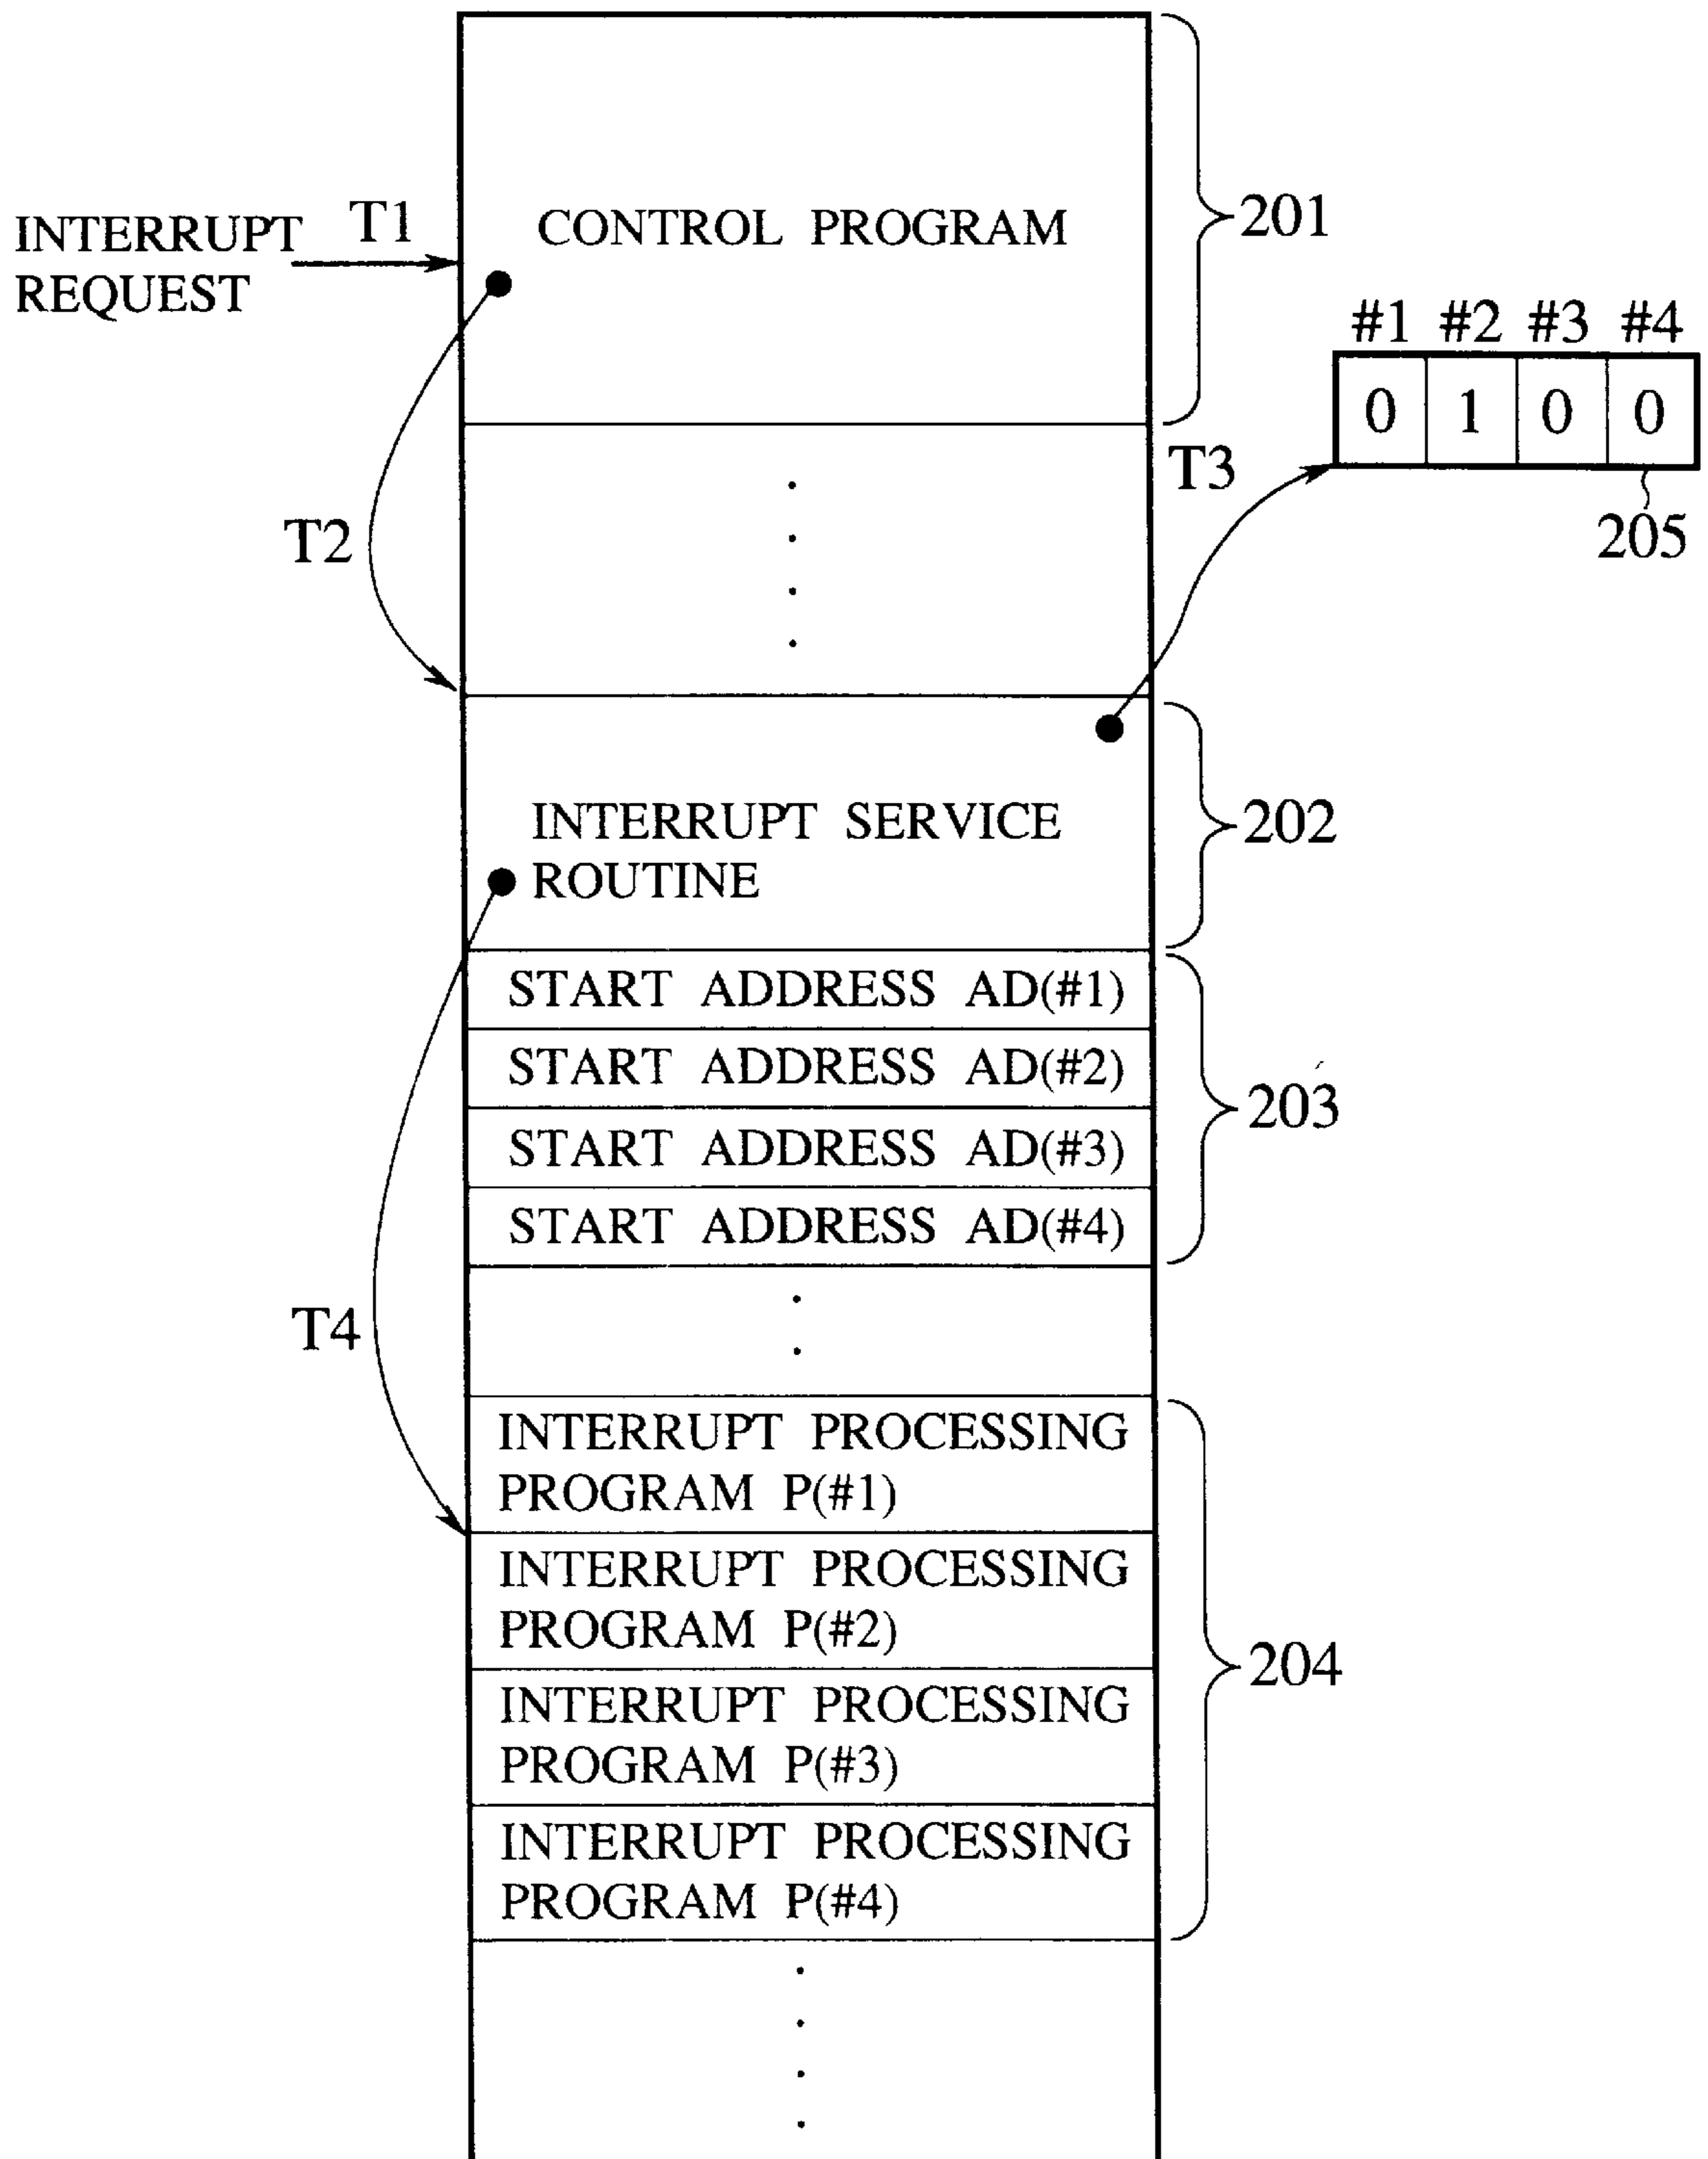 INTERRUPT
REQUEST
T1
CONTROL PROGRAM
201
#1 #2 #3 #4
0 1 0 0
205
T2
T3
INTERRUPT SERVICE
ROUTINE
202
START ADDRESS AD(#1)
START ADDRESS AD(#2)
START ADDRESS AD(#3)
START ADDRESS AD(#4)
203
T4
INTERRUPT PROCESSING
PROGRAM P(#1)
INTERRUPT PROCESSING
PROGRAM P(#2)
INTERRUPT PROCESSING
PROGRAM P(#3)
INTERRUPT PROCESSING
PROGRAM P(#4)
204